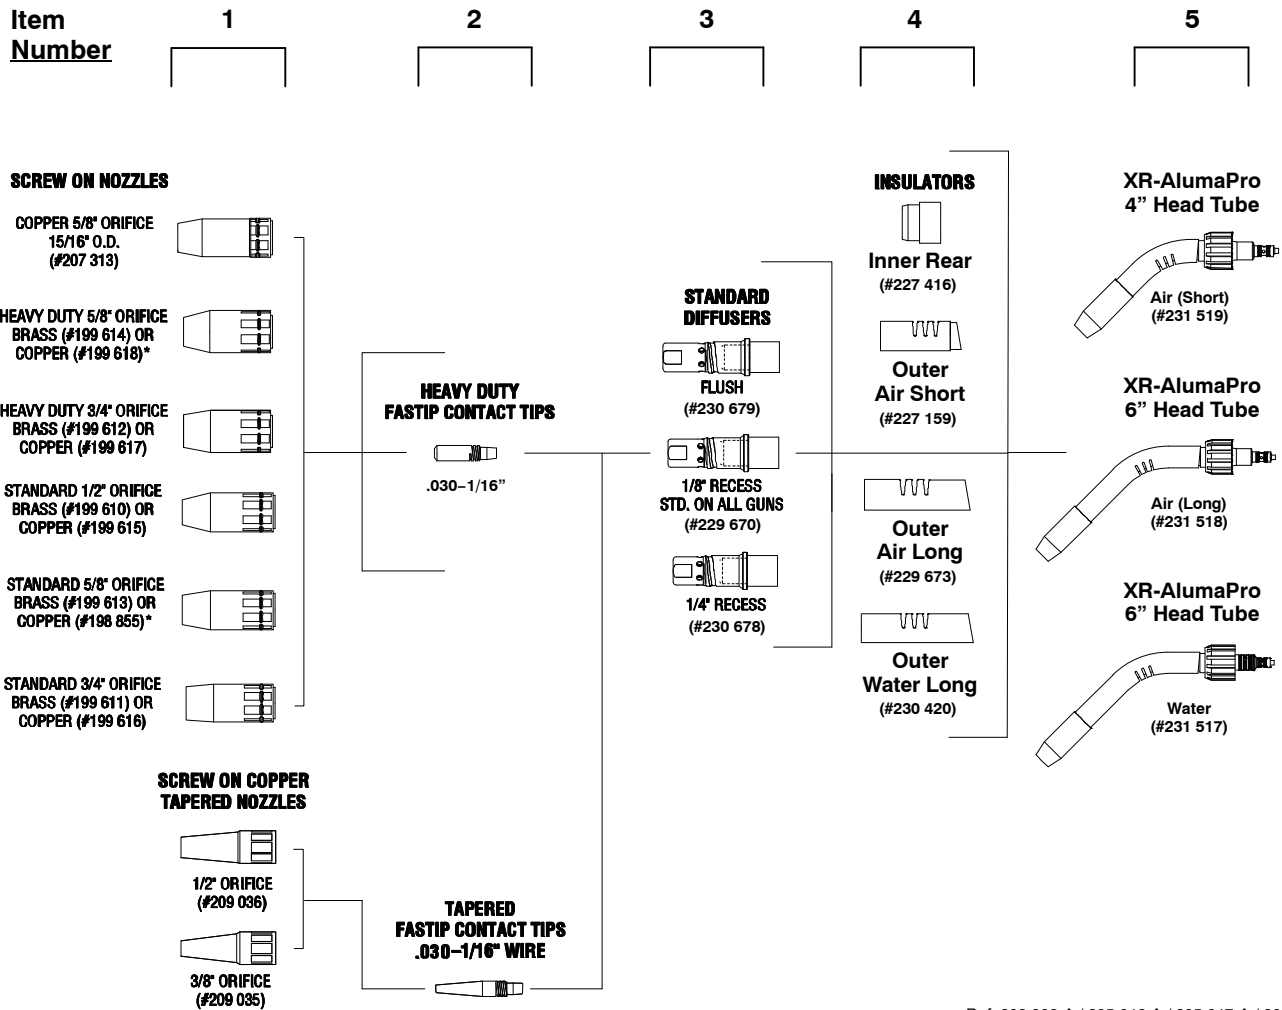 Item
Number
1
2
3
4
5
SCREW ON NOZZLES
COPPER 5/8" ORIFICE
15/16" O.D.
(#207 313)
HEAVY DUTY 5/8" ORIFICE
BRASS (#199 614) OR
COPPER (#199 618)*
HEAVY DUTY 3/4" ORIFICE
BRASS (#199 612) OR
COPPER (#199 617)
STANDARD 1/2" ORIFICE
BRASS (#199 610) OR
COPPER (#199 615)
STANDARD 5/8" ORIFICE
BRASS (#199 613) OR
COPPER (#198 855)*
STANDARD 3/4" ORIFICE
BRASS (#199 611) OR
COPPER (#199 616)
SCREW ON COPPER
TAPERED NOZZLES
1/2" ORIFICE
(#209 036)
3/8" ORIFICE
(#209 035)
HEAVY DUTY
FASTIP CONTACT TIPS
.030–1/16”
TAPERED
FASTIP CONTACT TIPS
.030–1/16" WIRE
STANDARD
DIFFUSERS
FLUSH
(#230 679)
1/8" RECESS
STD. ON ALL GUNS
(#229 670)
1/4" RECESS
(#230 678)
INSULATORS
Inner Rear
(#227 416)
Outer
Air Short
(#227 159)
Outer
Air Long
(#229 673)
Outer
Water Long
(#230 420)
XR-AlumaPro
4” Head Tube
Air (Short)
(#231 519)
XR-AlumaPro
6” Head Tube
Air (Long)
(#231 518)
XR-AlumaPro
6” Head Tube
Water
(#231 517)